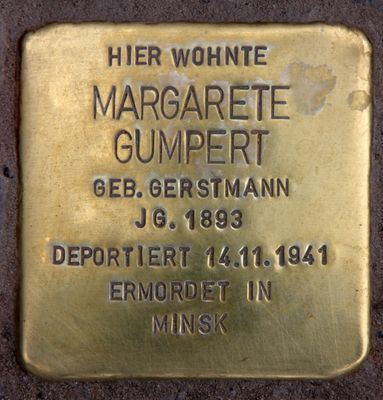 HIER WOHNTE
MARGARETE
GUMPERT
GEB. GERSTMANN
JG. 1893
DEPORTIERT 14.11.1941
ERMORDET IN
MINSK